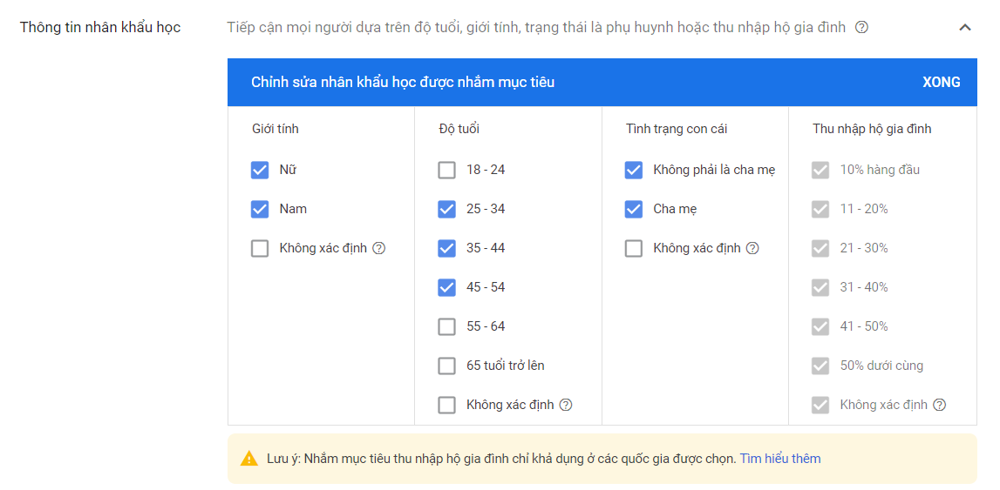 Thông tin nhân khẩu học
Tiếp cận mọi người dựa trên độ tuổi, giới tính, trạng thái là phụ huynh hoặc thu nhập hộ gia đình
Chỉnh sửa nhân khẩu học được nhắm mục tiêu
XONG
Giới tính
Nữ
Nam
Không xác định
Độ tuổi
18 - 24
25 - 34
35 - 44
45 - 54
55 - 64
65 tuổi trở lên
Không xác định
Tình trạng con cái
Không phải là cha mẹ
Cha mẹ
Không xác định
Thu nhập hộ gia đình
10% hàng đầu
11 - 20%
21 - 30%
31 - 40%
41 - 50%
50% dưới cùng
Không xác định
Lưu ý: Nhắm mục tiêu thu nhập hộ gia đình chỉ khả dụng ở các quốc gia được chọn. Tìm hiểu thêm